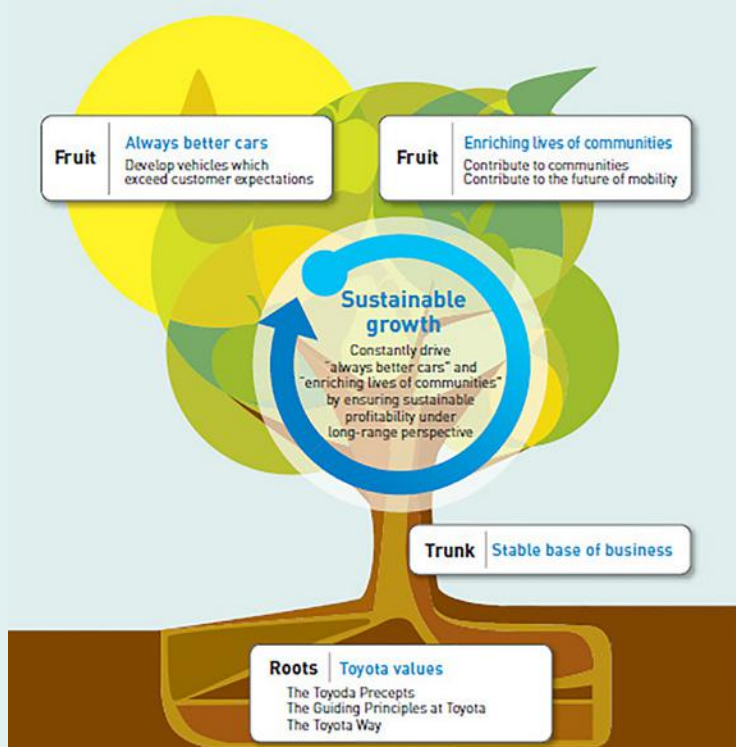 Fruit
Always better cars
Develop vehicles which
exceed customer expectations
Fruit
Enriching lives of communities
Contribute to communities
Contribute to the future of mobility
Sustainable
growth
Constantly drive
"always better cars" and
"enriching lives of communities"
by ensuring sustainable
profitability under
long-range perspective
Trunk
Stable base of business
Roots
Toyota values
The Toyoda Precepts
The Guiding Principles at Toyota
The Toyota Way